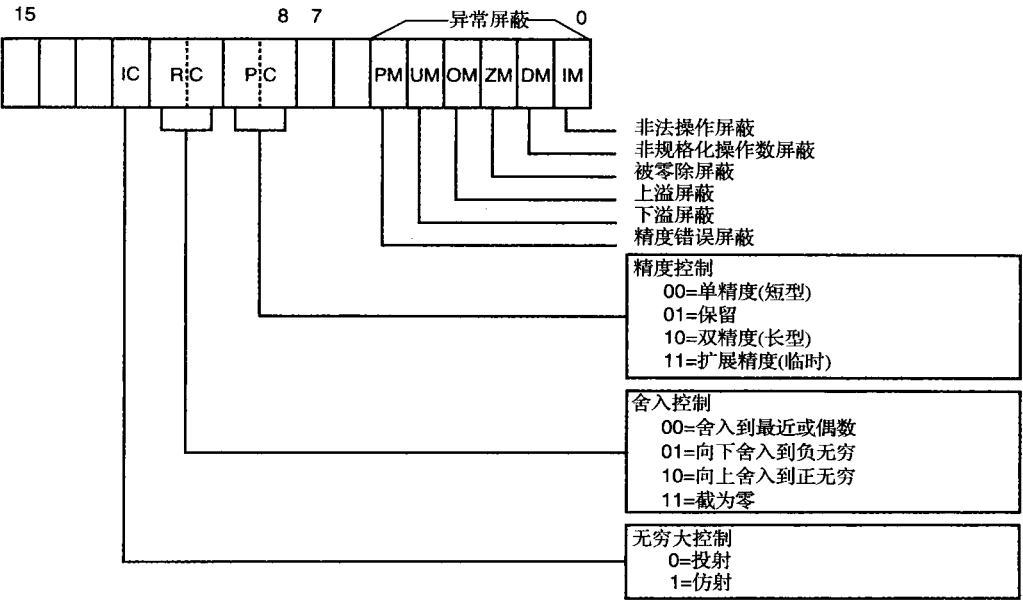 15 8 7 异常屏蔽 0
IC RC PC PM UM OM ZM DM IM
非法操作屏蔽
非规格化操作数屏蔽
被零除屏蔽
上溢屏蔽
下溢屏蔽
精度错误屏蔽
精度控制
00=单精度(短型)
01=保留
10=双精度(长型)
11=扩展精度(临时)
舍入控制
00=舍入到最近或偶数
01=向下舍入到负无穷
10=向上舍入到正无穷
11=截为零
无穷大控制
0=投射
1=仿射